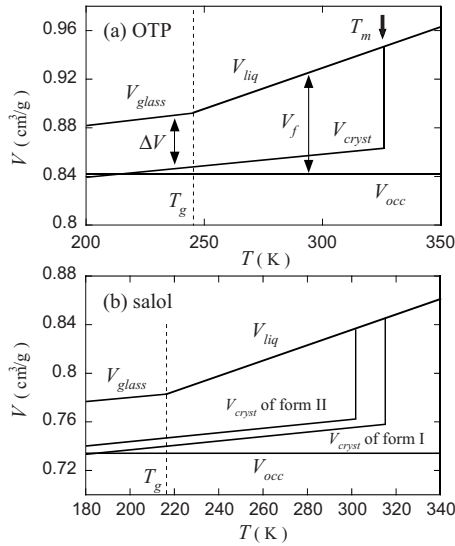 (a) OTP
T_m
V_liq
V_glass
V_f
V_cryst
ΔV
V_occ
T_g
0.96
0.92
0.88
0.84
0.8
V (cm³/g)
200 250 300 350
T (K)
(b) salol
0.88
0.84
0.8
0.76
0.72
V (cm³/g)
V_liq
V_glass
V_cryst of form II
V_cryst of form I
V_occ
T_g
180 200 220 240 260 280 300 320 340
T (K)